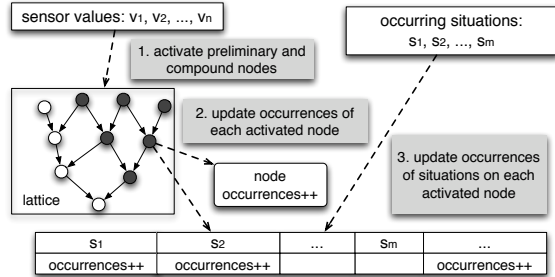 sensor values: v1, v2, ..., vn
occurring situations:
s1, s2, ..., sm
1. activate preliminary and
compound nodes
2. update occurrences of
each activated node
3. update occurrences
of situations on each
activated node
lattice
node
occurrences++
s1 s2 ... sm ...
occurrences++ occurrences++ occurrences++